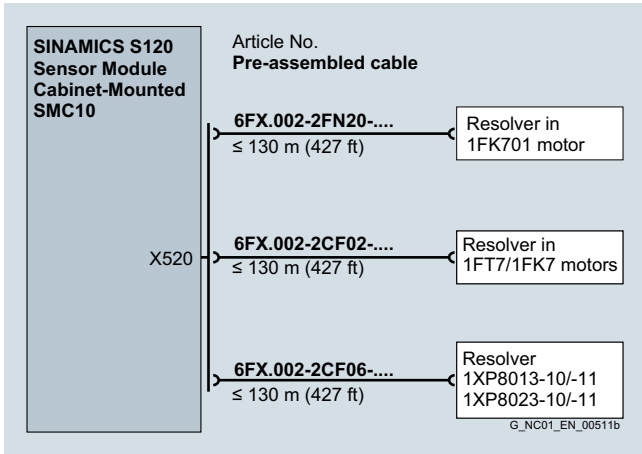 SINAMICS S120
Sensor Module
Cabinet-Mounted
SMC10
Article No.
Pre-assembled cable
6FX.002-2FN20-....
≤ 130 m (427 ft)
Resolver in
1FK701 motor
X520
6FX.002-2CF02-....
≤ 130 m (427 ft)
Resolver in
1FT7/1FK7 motors
6FX.002-2CF06-....
≤ 130 m (427 ft)
Resolver
1XP8013-10/-11
1XP8023-10/-11
G_NC01_EN_00511b